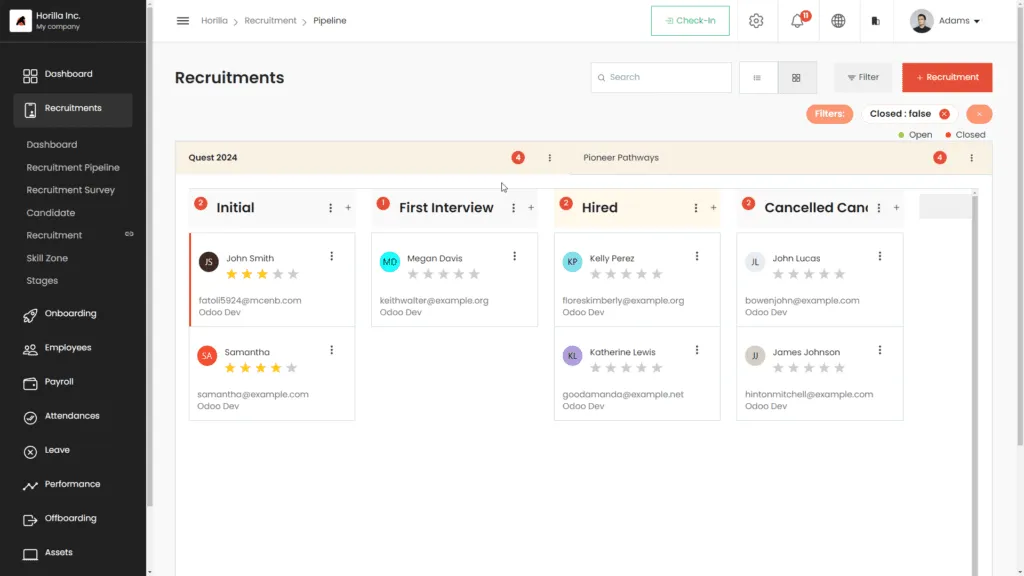 Horilla Inc.
My company
Horilla
Recruitment
Pipeline
Check-In
11
Adams
Dashboard
Recruitments
Dashboard
Recruitment Pipeline
Recruitment Survey
Candidate
Recruitment
Skill Zone
Stages
Onboarding
Employees
Payroll
Attendances
Leave
Performance
Offboarding
Assets
Recruitments
Search
Filter
+ Recruitment
Filters:
Closed : false
Open
Closed
Quest 2024
4
Pioneer Pathways
4
2
Initial
+
1
First Interview
+
2
Hired
+
2
Cancelled Canc
+
JS
John Smith
fatoli5924@mcenb.com
Odoo Dev
SA
Samantha
samantha@example.com
Odoo Dev
MD
Megan Davis
keithwalter@example.org
Odoo Dev
KP
Kelly Perez
floreskimberly@example.org
Odoo Dev
KL
Katherine Lewis
goodamanda@example.net
Odoo Dev
JL
John Lucas
bowenjohn@example.com
Odoo Dev
JJ
James Johnson
hintonmitchell@example.com
Odoo Dev